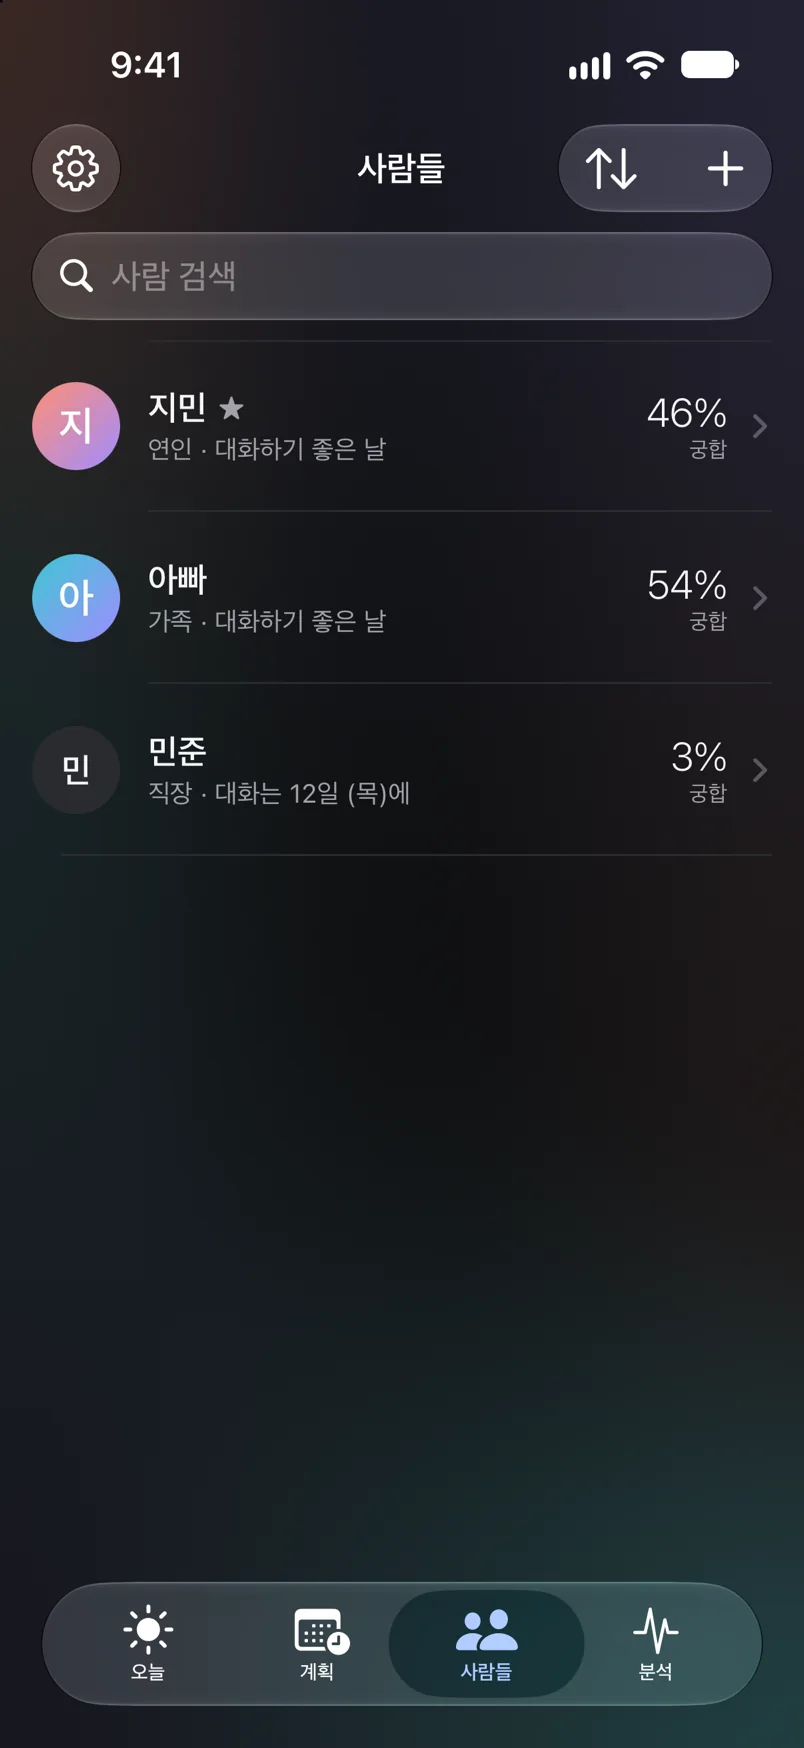 9:41
사람들
사람 검색
지
지민
연인 · 대화하기 좋은 날
46%
궁합
아
아빠
가족 · 대화하기 좋은 날
54%
궁합
민
민준
직장 · 대화는 12일 (목)에
3%
궁합
오늘
계획
사람들
분석